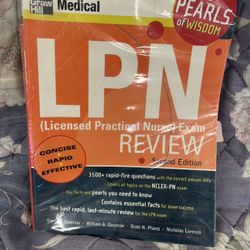 Graw
Hill
Medical
PEARLS
of WISDOM
LPN
(Licensed Practical Nurse) Exam
REVIEW
Second Edition
CONCISE
RAPID
EFFECTIVE
1500+ rapid-fire questions with the correct answer only
Covers all topics on the NCLEX-PN exam
Key facts and pearls you need to know
Contains essential facts for exam success
The best rapid, last-minute review for the LPN exam
William G. Gossman
Scott H. Plantz
Nicholas Lorenzo